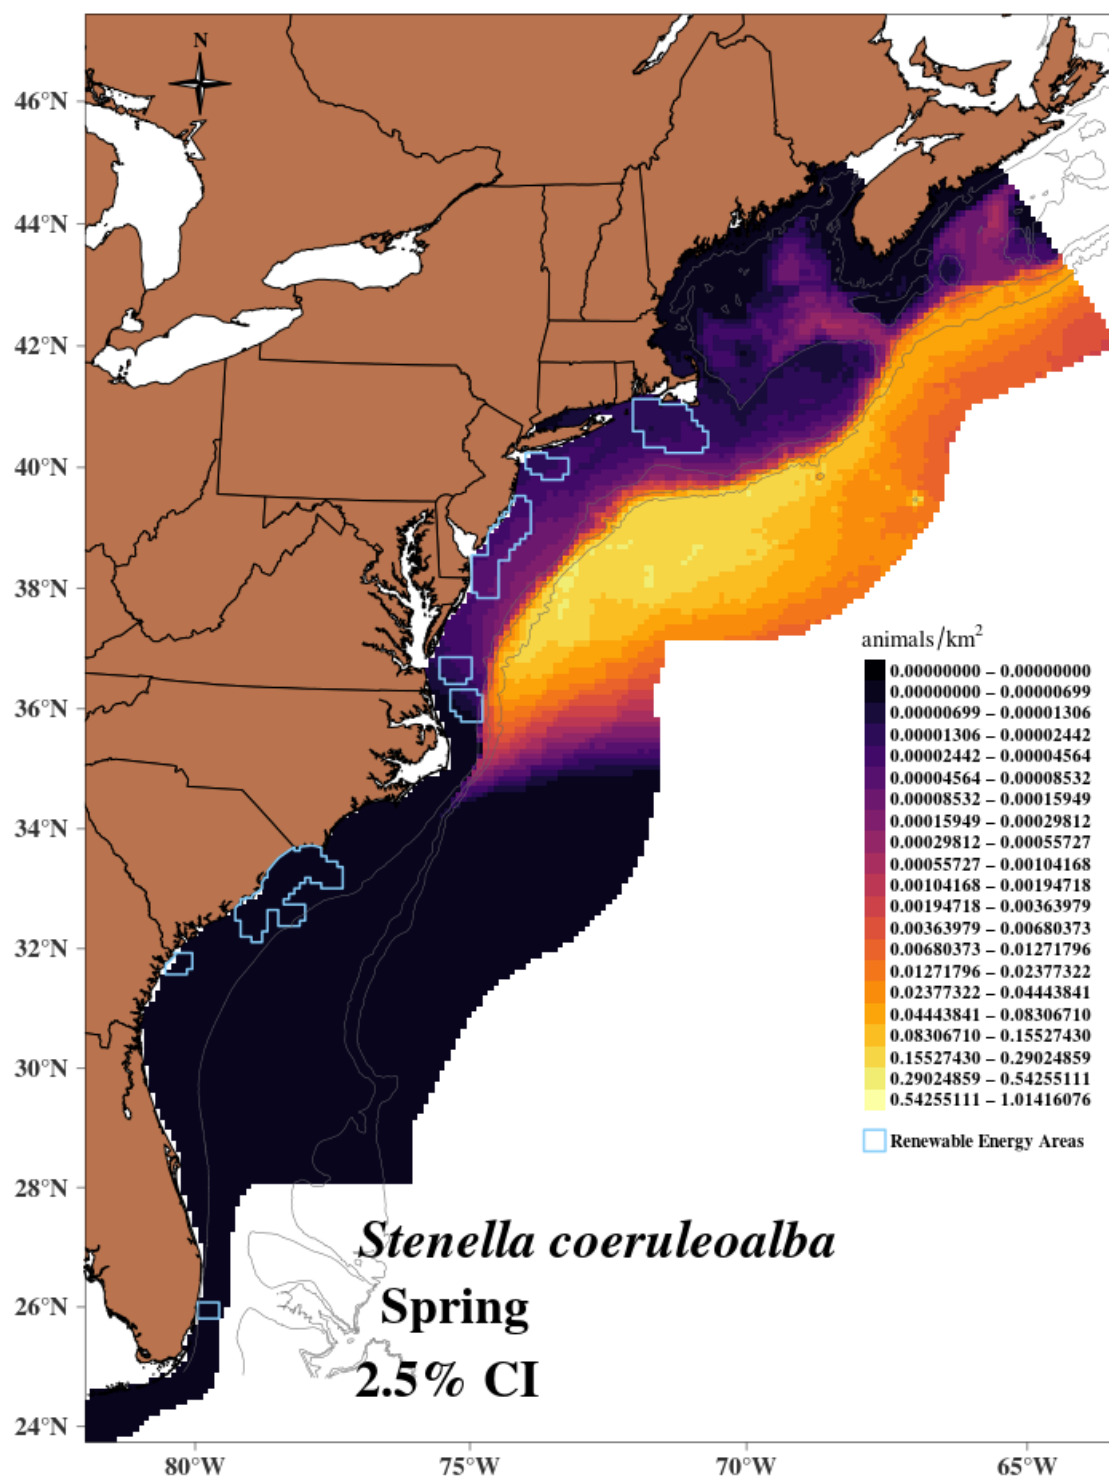 N
46°N
44°N
42°N
40°N
38°N
36°N
34°N
32°N
30°N
28°N
26°N
24°N
80°W
75°W
70°W
65°W
animals/km²
0.00000000 – 0.00000000
0.00000000 – 0.00000699
0.00000699 – 0.00001306
0.00001306 – 0.00002442
0.00002442 – 0.00004564
0.00004564 – 0.00008532
0.00008532 – 0.00015949
0.00015949 – 0.00029812
0.00029812 – 0.00055727
0.00055727 – 0.00104168
0.00104168 – 0.00194718
0.00194718 – 0.00363979
0.00363979 – 0.00680373
0.00680373 – 0.01271796
0.01271796 – 0.02377322
0.02377322 – 0.04443841
0.04443841 – 0.08306710
0.08306710 – 0.15527430
0.15527430 – 0.29024859
0.29024859 – 0.54255111
0.54255111 – 1.01416076
Renewable Energy Areas
Stenella coeruleoalba
Spring
2.5% CI